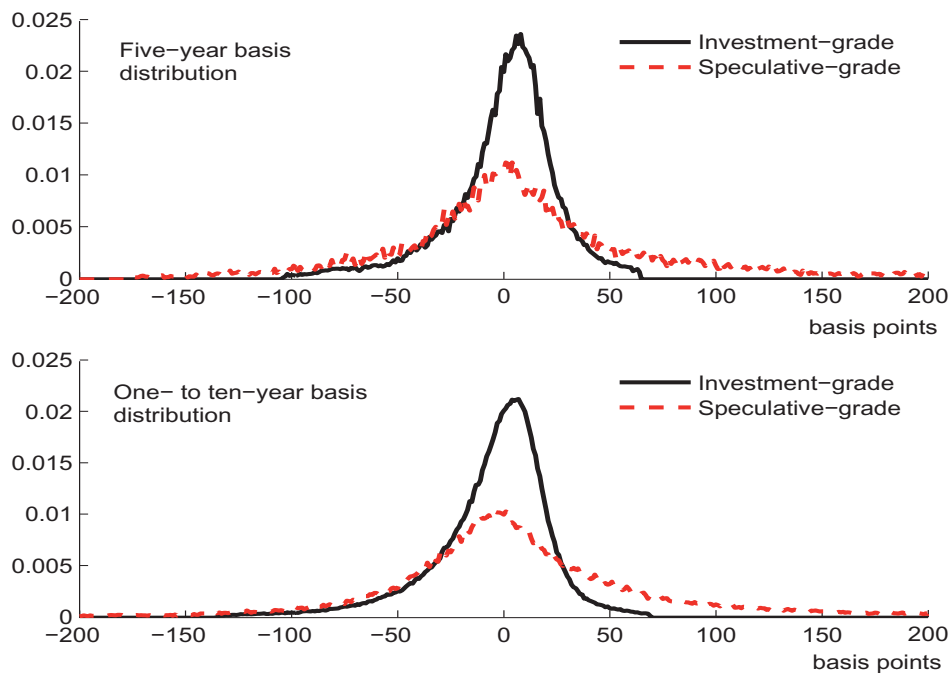 0.025
Five−year basis
distribution
Investment−grade
Speculative−grade
0.02
0.015
0.01
0.005
0
−200 −150 −100 −50 0 50 100 150 200
basis points
0.025
One− to ten−year basis
distribution
Investment−grade
Speculative−grade
0.02
0.015
0.01
0.005
0
−200 −150 −100 −50 0 50 100 150 200
basis points